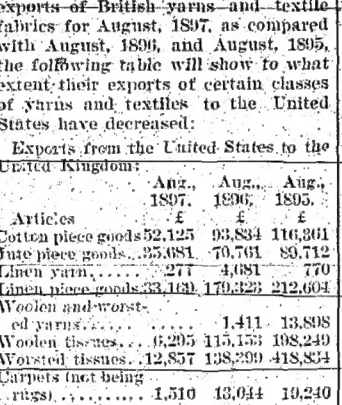 exports of British yarns and textile
fabrics for August, 1897, as compared
with August, 1896, and August, 1895,
the following table will show to what
extent their exports of certain classes
of yarns and textiles to the United
States have decreased:
Exports from the United States to the
United Kingdom:
Aug., Aug., Aug.,
1897. 1896. 1895.
Articles £ £ £
Cotton piece goods 52,125 93,834 116,361
Jute piece goods.. 35,681 70,761 89,712
Linen yarn...... 277 4,681 770
Linen piece goods 33,169 179,323 212,604
Woolen and worst-
ed yarns...... ..... 1,411 13,898
Woolen tissues... 6,295 115,153 198,249
Worsted tissues.. 12,857 138,299 418,834
Carpets (not being
rugs)......... 1,510 13,044 19,240